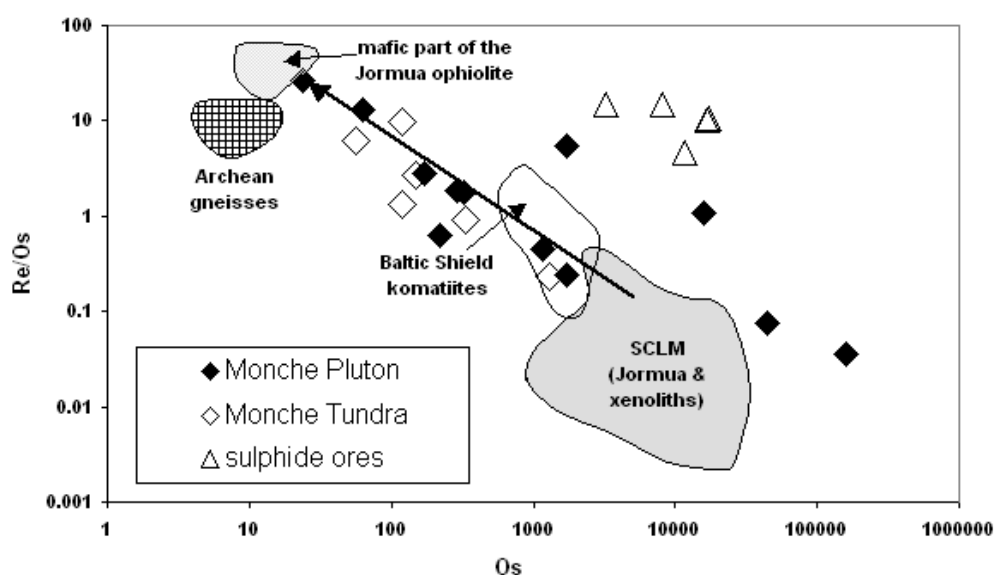 100
10
1
0.1
0.01
0.001
Re/Os
mafic part of the
Jormua ophiolite
Archean
gneisses
Baltic Shield
komatiites
SCLM
(Jormua &
xenoliths)
Monche Pluton
Monche Tundra
sulphide ores
1
10
100
1000
10000
100000
1000000
Os